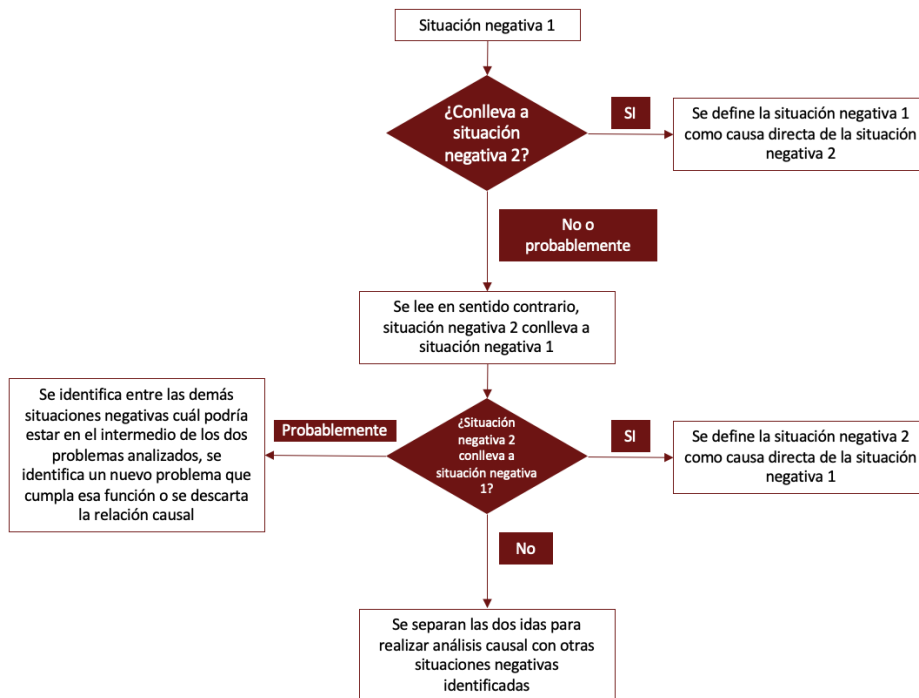 Situación negativa 1
¿Conlleva a
situación
negativa 2?
SI
Se define la situación negativa 1
como causa directa de la situación
negativa 2
No o
probablemente
Se lee en sentido contrario,
situación negativa 2 conlleva a
situación negativa 1
Se identifica entre las demás
situaciones negativas cuál podría
estar en el intermedio de los dos
problemas analizados, se
identifica un nuevo problema que
cumpla esa función o se descarta
la relación causal
Probablemente
¿Situación
negativa 2
conlleva a
situación negativa
1?
SI
Se define la situación negativa 2
como causa directa de la situación
negativa 1
No
Se separan las dos idas para
realizar análisis causal con otras
situaciones negativas
identificadas